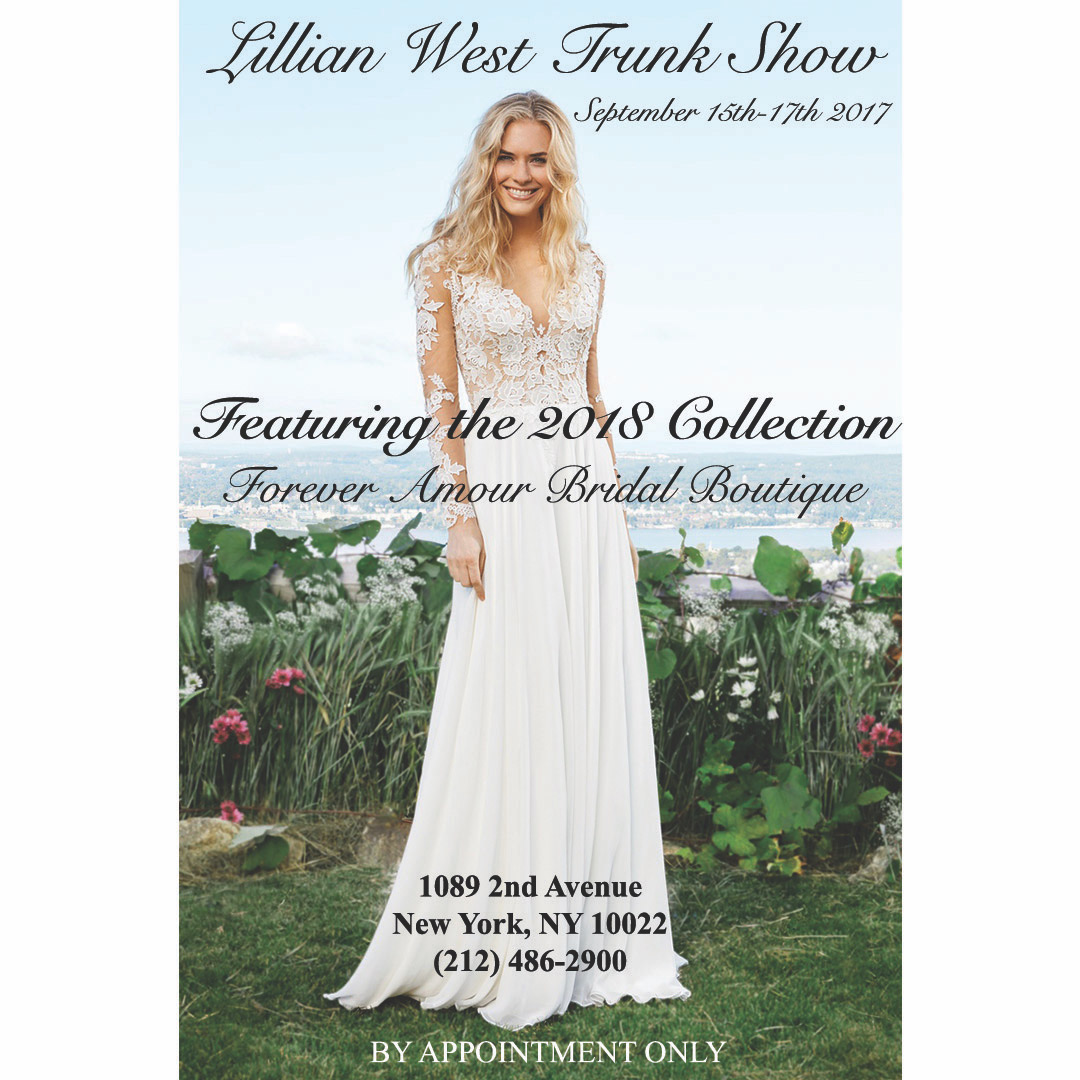 Lillian West Trunk Show
September 15th-17th 2017
Featuring the 2018 Collection
Forever Amour Bridal Boutique
1089 2nd Avenue
New York, NY 10022
(212) 486-2900
BY APPOINTMENT ONLY